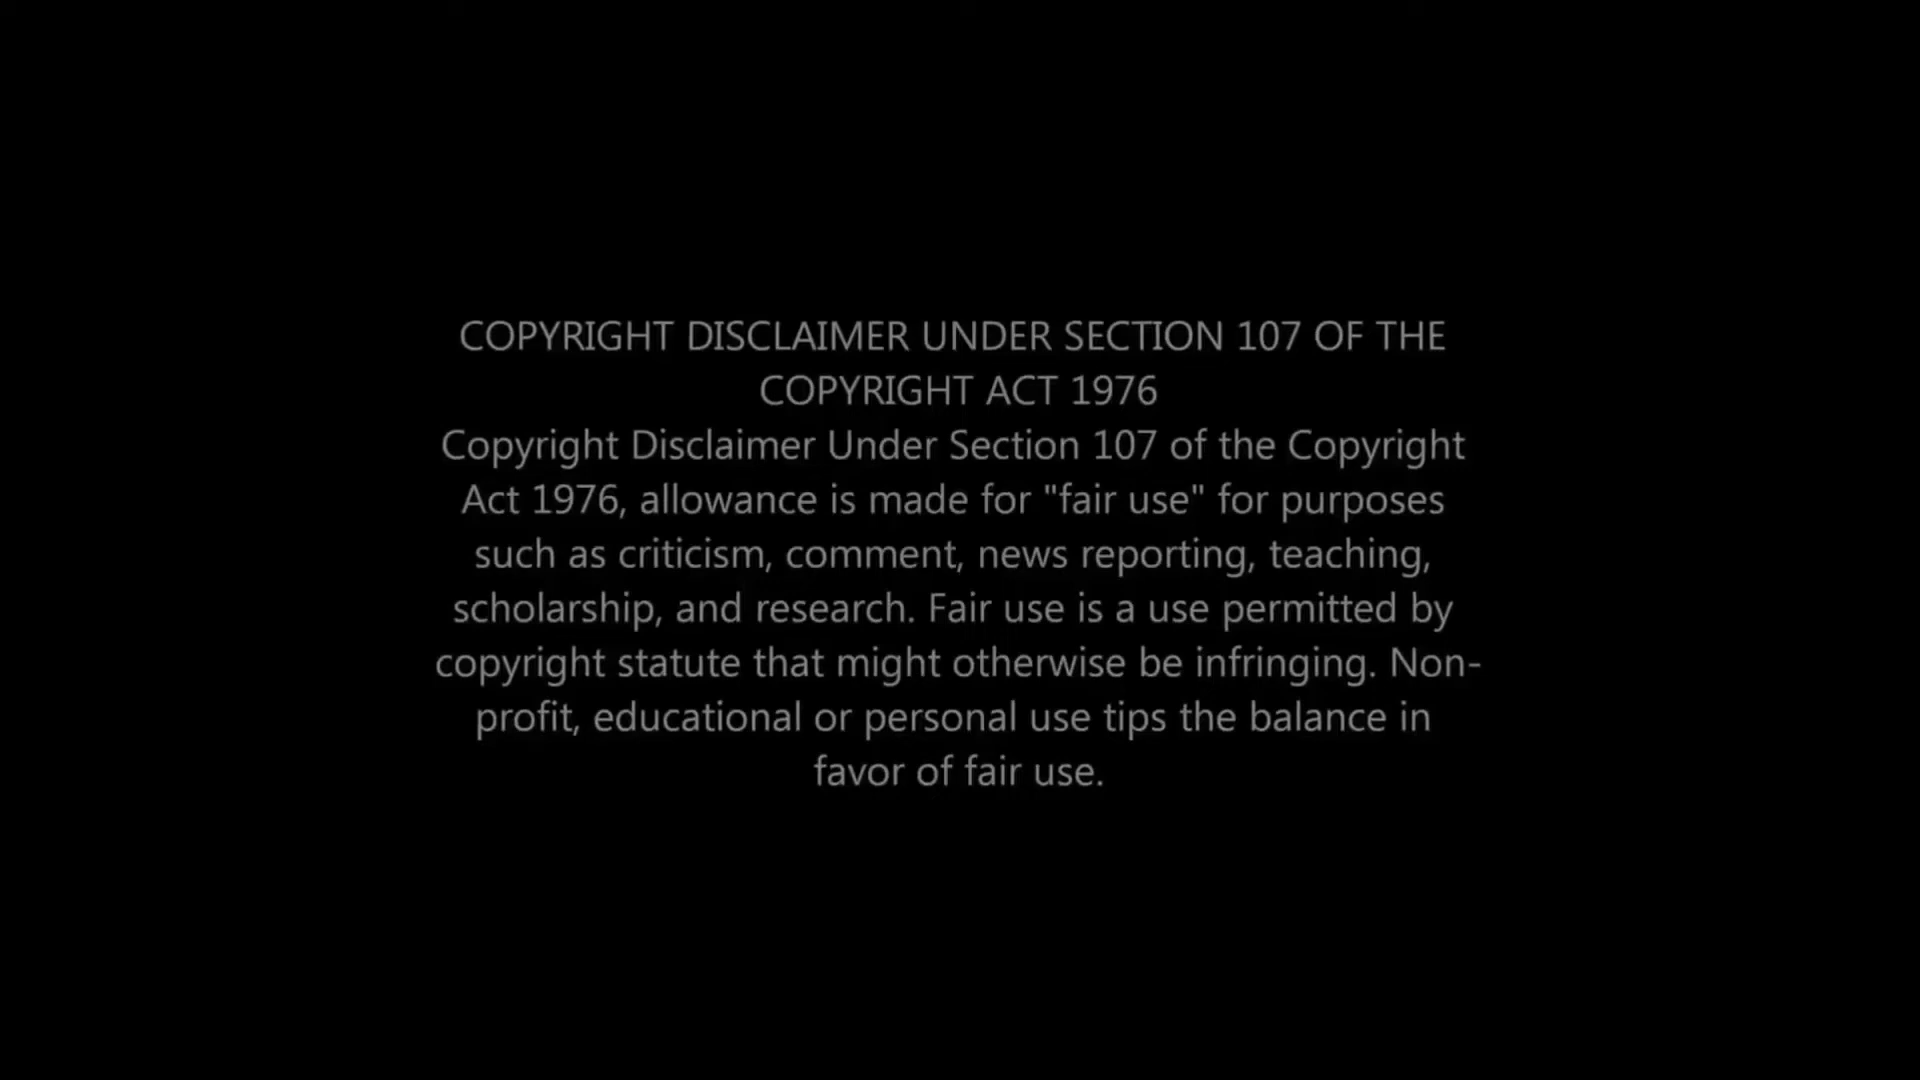 COPYRIGHT DISCLAIMER UNDER SECTION 107 OF THE
COPYRIGHT ACT 1976
Copyright Disclaimer Under Section 107 of the Copyright
Act 1976, allowance is made for "fair use" for purposes
such as criticism, comment, news reporting, teaching,
scholarship, and research. Fair use is a use permitted by
copyright statute that might otherwise be infringing. Non-
profit, educational or personal use tips the balance in
favor of fair use.